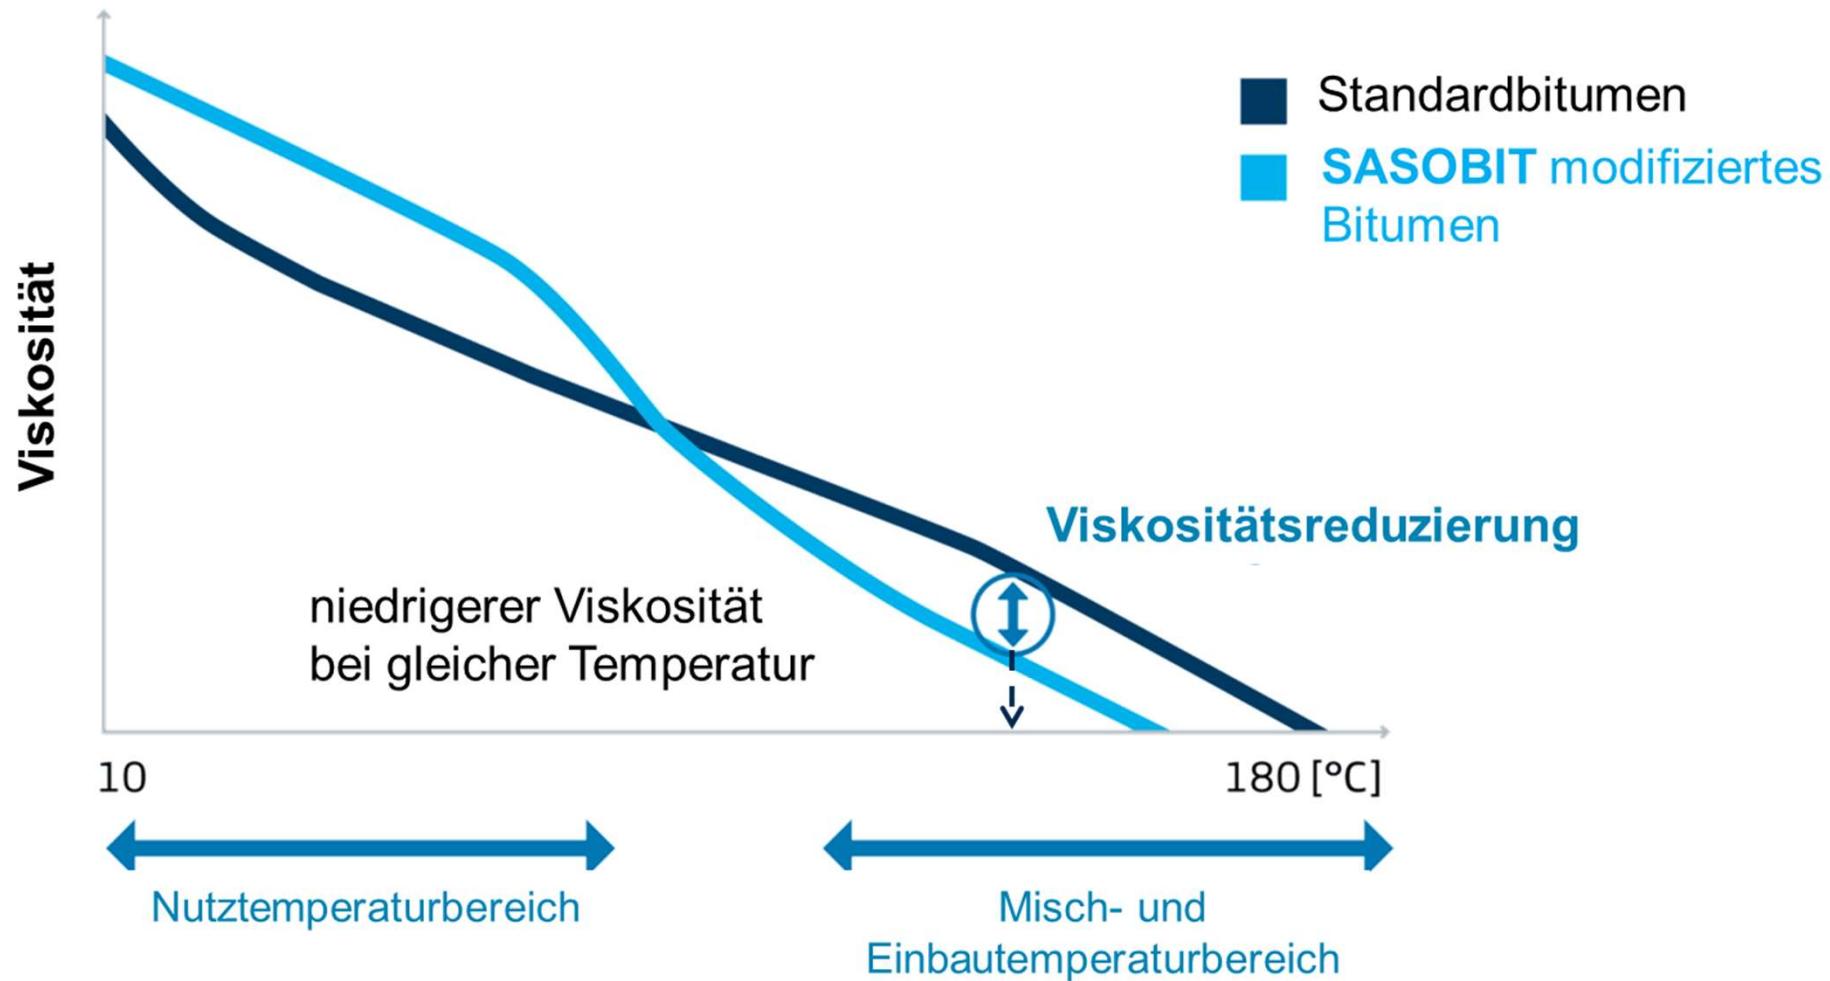 Standardbitumen
SASOBIT modifiziertes
Bitumen
Viskosität
Viskositätsreduzierung
niedrigerer Viskosität
bei gleicher Temperatur
10
180 [°C]
Nutztemperaturbereich
Misch- und
Einbautemperaturbereich